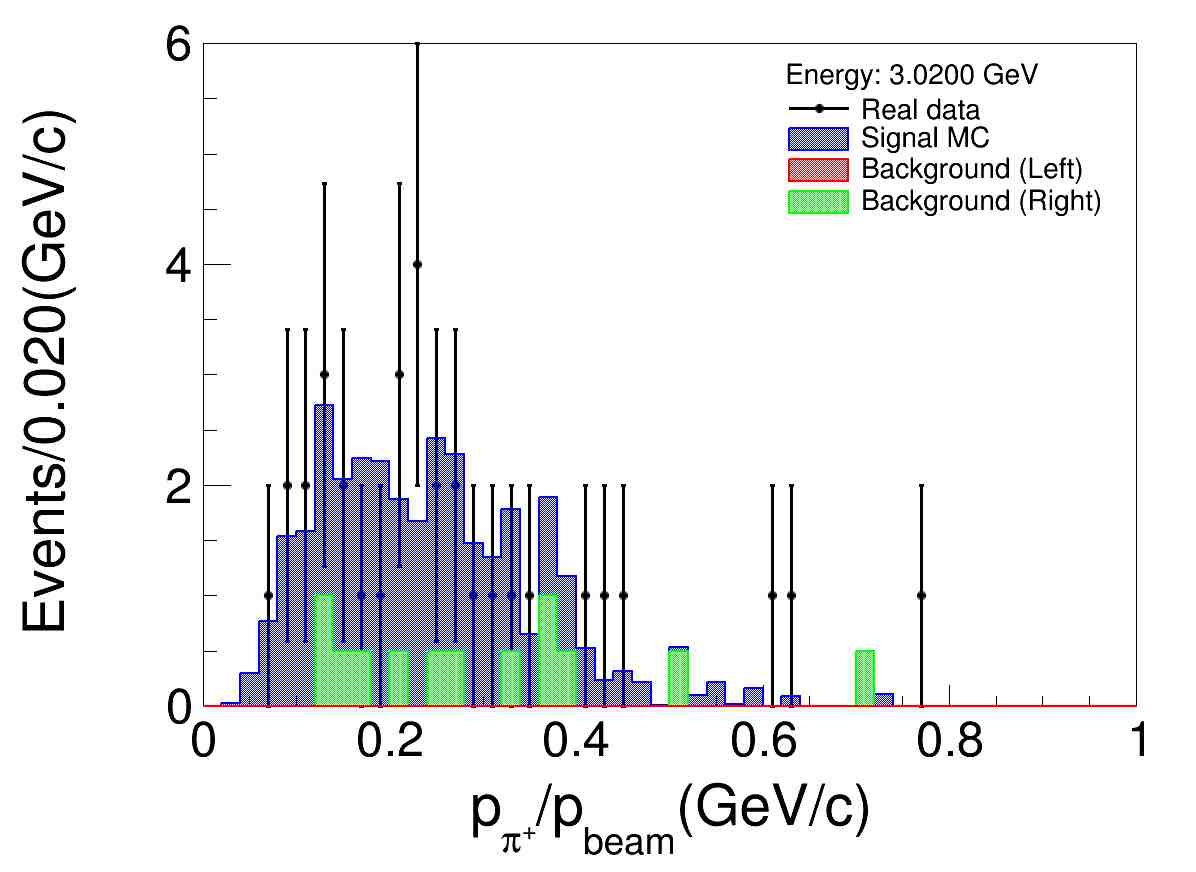 Events/0.020(GeV/c)
6
4
2
0
Energy: 3.0200 GeV
Real data
Signal MC
Background (Left)
Background (Right)
0 0.2 0.4 0.6 0.8 1
p_π⁺/p_beam(GeV/c)